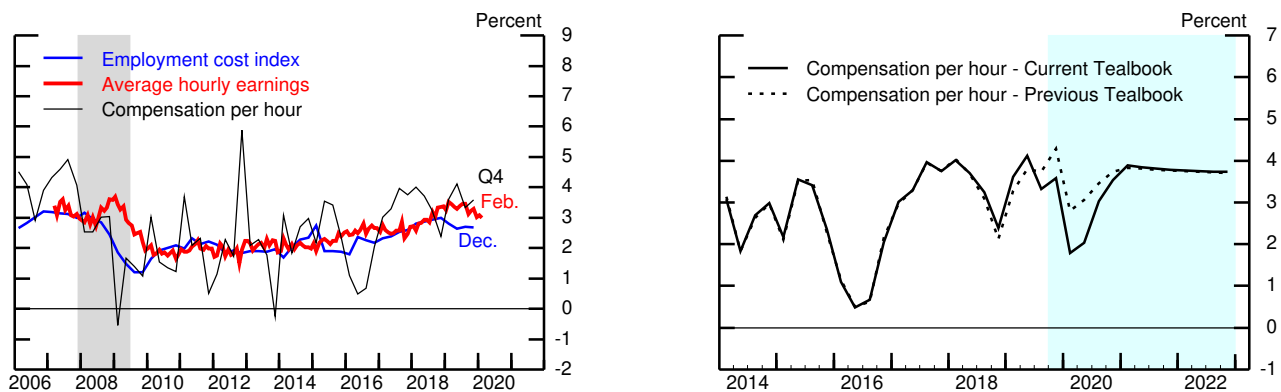 Percent
Employment cost index
Average hourly earnings
Compensation per hour
Q4
Feb.
Dec.
9
8
7
6
5
4
3
2
1
0
-1
-2
2006 2008 2010 2012 2014 2016 2018 2020
Percent
Compensation per hour - Current Tealbook
Compensation per hour - Previous Tealbook
7
6
5
4
3
2
1
0
-1
2014 2016 2018 2020 2022